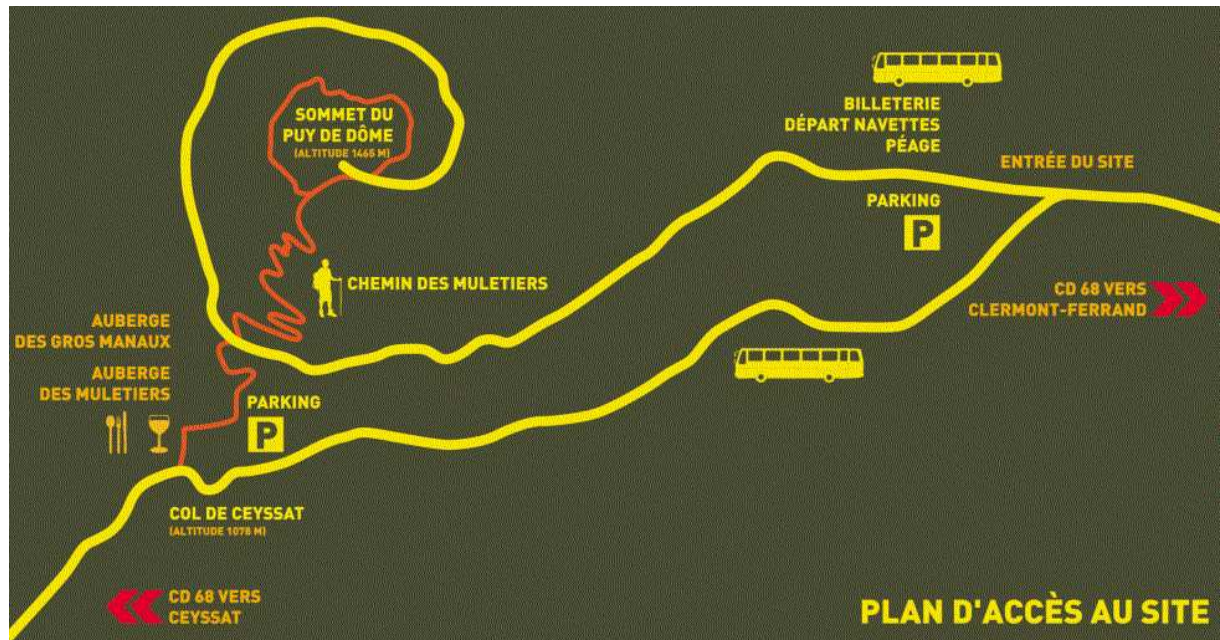 SOMMET DU
PUY DE DÔME
(ALTITUDE 1465 M)
BILLETERIE
DÉPART NAVETTES
PÉAGE
ENTRÉE DU SITE
PARKING
P
CHEMIN DES MULETIERS
CD 68 VERS
CLERMONT-FERRAND
AUBERGE
DES GROS MANAUX
AUBERGE
DES MULETIERS
PARKING
P
COL DE CEYSSAT
(ALTITUDE 1078 M)
CD 68 VERS
CEYSSAT
PLAN D'ACCÈS AU SITE